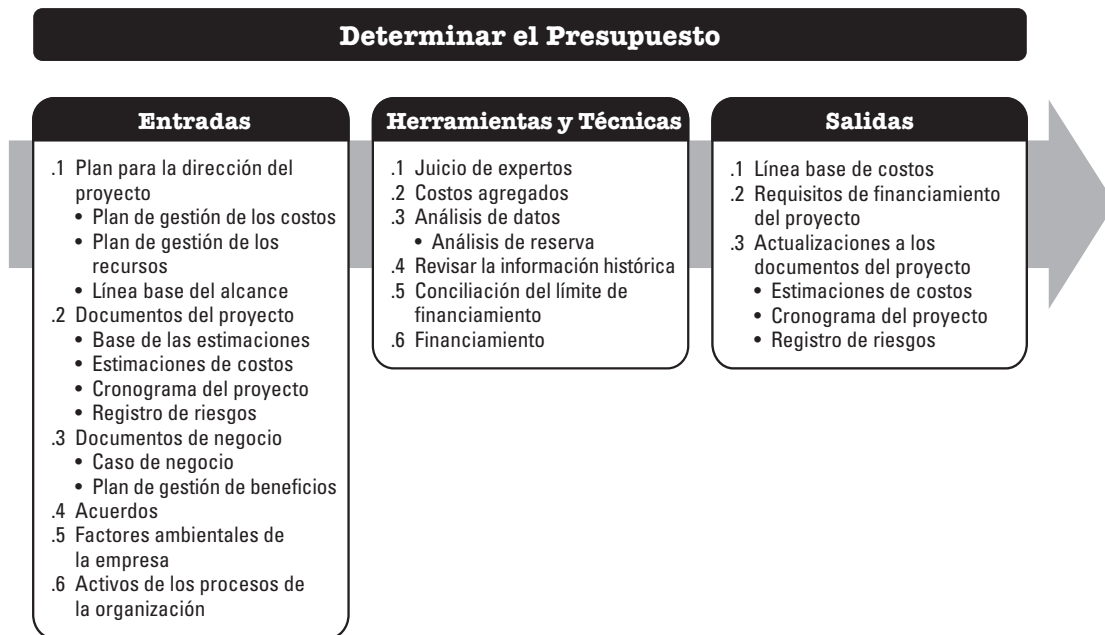 Determinar el Presupuesto
Entradas
.1 Plan para la dirección del
proyecto
• Plan de gestión de los costos
• Plan de gestión de los
recursos
• Línea base del alcance
.2 Documentos del proyecto
• Base de las estimaciones
• Estimaciones de costos
• Cronograma del proyecto
• Registro de riesgos
.3 Documentos de negocio
• Caso de negocio
• Plan de gestión de beneficios
.4 Acuerdos
.5 Factores ambientales de
la empresa
.6 Activos de los procesos de
la organización
Herramientas y Técnicas
.1 Juicio de expertos
.2 Costos agregados
.3 Análisis de datos
• Análisis de reserva
.4 Revisar la información histórica
.5 Conciliación del límite de
financiamiento
.6 Financiamiento
Salidas
.1 Línea base de costos
.2 Requisitos de financiamiento
del proyecto
.3 Actualizaciones a los
documentos del proyecto
• Estimaciones de costos
• Cronograma del proyecto
• Registro de riesgos